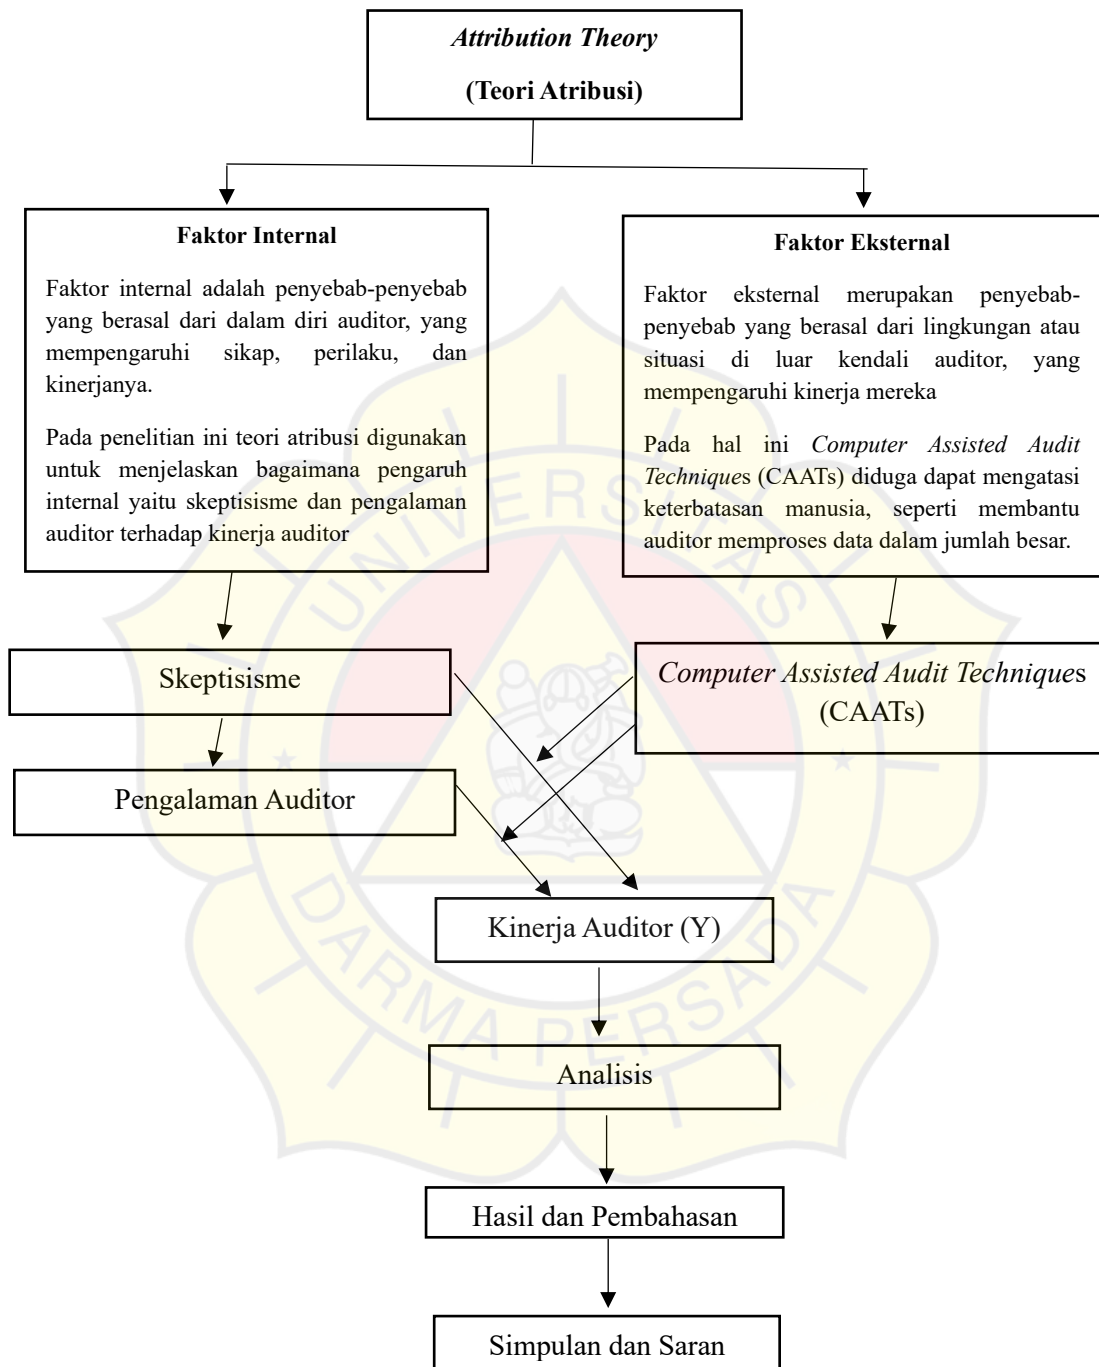 Attribution Theory
(Teori Atribusi)
Faktor Internal
Faktor internal adalah penyebab-penyebab
yang berasal dari dalam diri auditor, yang
mempengaruhi sikap, perilaku, dan
kinerjanya.
Pada penelitian ini teori atribusi digunakan
untuk menjelaskan bagaimana pengaruh
internal yaitu skeptisisme dan pengalaman
auditor terhadap kinerja auditor
Faktor Eksternal
Faktor eksternal merupakan penyebab-
penyebab yang berasal dari lingkungan atau
situasi di luar kendali auditor, yang
mempengaruhi kinerja mereka
Pada hal ini Computer Assisted Audit
Techniques (CAATs) diduga dapat mengatasi
keterbatasan manusia, seperti membantu
auditor memproses data dalam jumlah besar.
Skeptisisme
Computer Assisted Audit Techniques
(CAATs)
Pengalaman Auditor
Kinerja Auditor (Y)
Analisis
Hasil dan Pembahasan
Simpulan dan Saran
UNIVERSITAS
DARMA PERSADA